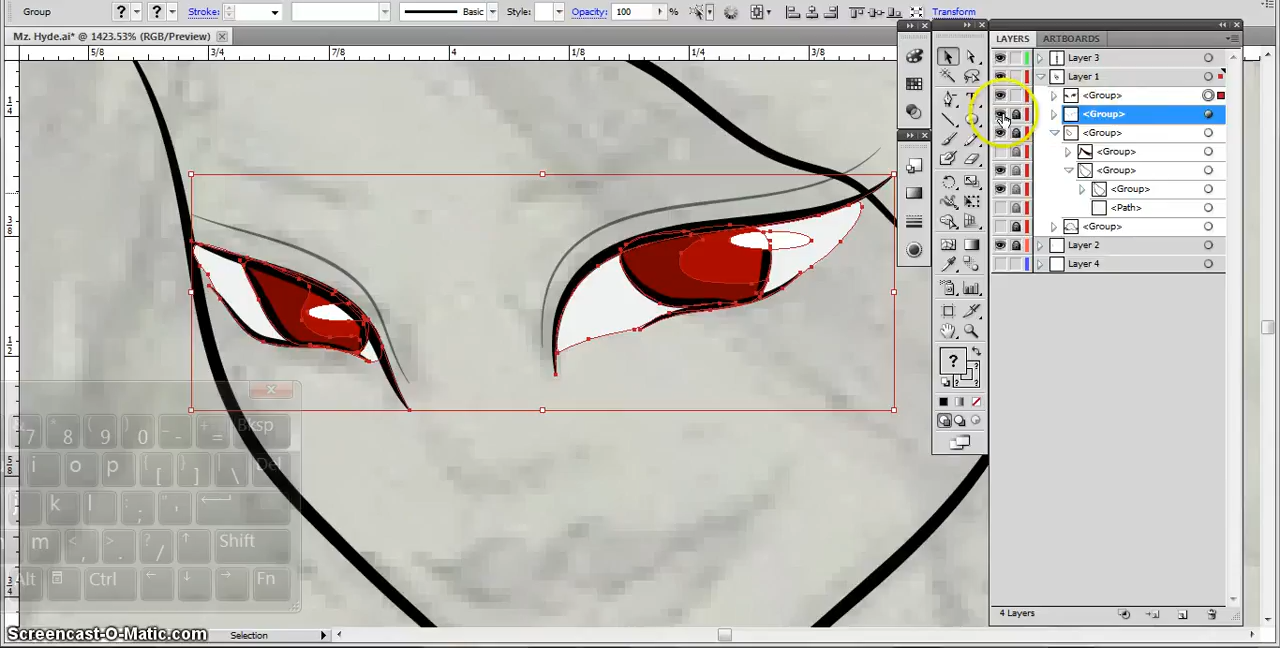 Group ? ? Stroke: Basic Style: Opacity: 100 % Transform
Mz. Hyde.ai* @ 1423.53% (RGB/Preview)
5/8 3/4 7/8 4 1/8 1/4 3/8
LAYERS ARTBOARDS
Layer 3
Layer 1
<Group>
<Group>
<Group>
<Group>
<Group>
<Group>
<Path>
<Group>
Layer 2
Layer 4
7 * 8 ( 9 ) 0 - - + = Bksp
i o p { [ } ] | \ Del
k l : ; " '
m < , > . ? / Shift
Alt Ctrl Fn
4 Layers
Screencast-O-Matic.com Selection